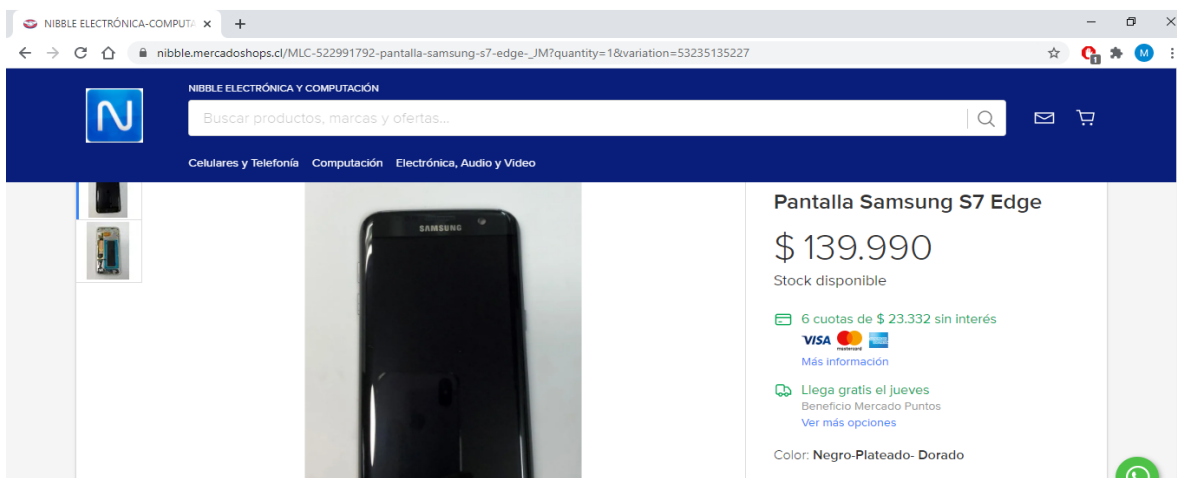 NIBBLE ELECTRÓNICA-COMPUTA
nibble.mercadoshops.cl/MLC-522991792-pantalla-samsung-s7-edge-_JM?quantity=1&variation=53235135227
1
M
NIBBLE ELECTRÓNICA Y COMPUTACIÓN
N
Buscar productos, marcas y ofertas...
Celulares y Telefonía Computación Electrónica, Audio y Video
SAMSUNG
Pantalla Samsung S7 Edge
$ 139.990
Stock disponible
6 cuotas de $ 23.332 sin interés
VISA mastercard
Más información
Llega gratis el jueves
Beneficio Mercado Puntos
Ver más opciones
Color: Negro-Plateado- Dorado